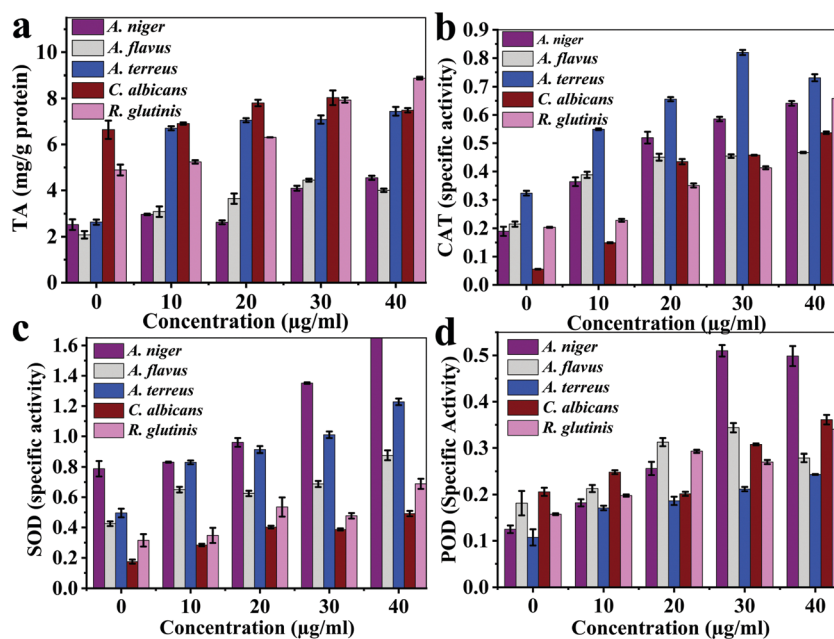 a
A. niger
A. flavus
A. terreus
C. albicans
R. glutinis
TA (mg/g protein)
10
8
6
4
2
0
0 10 20 30 40
Concentration (µg/ml)
b
A. niger
A. flavus
A. terreus
C. albicans
R. glutinis
CAT (specific activity)
0.9
0.8
0.7
0.6
0.5
0.4
0.3
0.2
0.1
0.0
0 10 20 30 40
Concentration (µg/ml)
c
A. niger
A. flavus
A. terreus
C. albicans
R. glutinis
SOD (specific activity)
1.6
1.4
1.2
1.0
0.8
0.6
0.4
0.2
0.0
0 10 20 30 40
Concentration (µg/ml)
d
A. niger
A. flavus
A. terreus
C. albicans
R. glutinis
POD (Specific Activity)
0.5
0.4
0.3
0.2
0.1
0.0
0 10 20 30 40
Concentration (µg/ml)